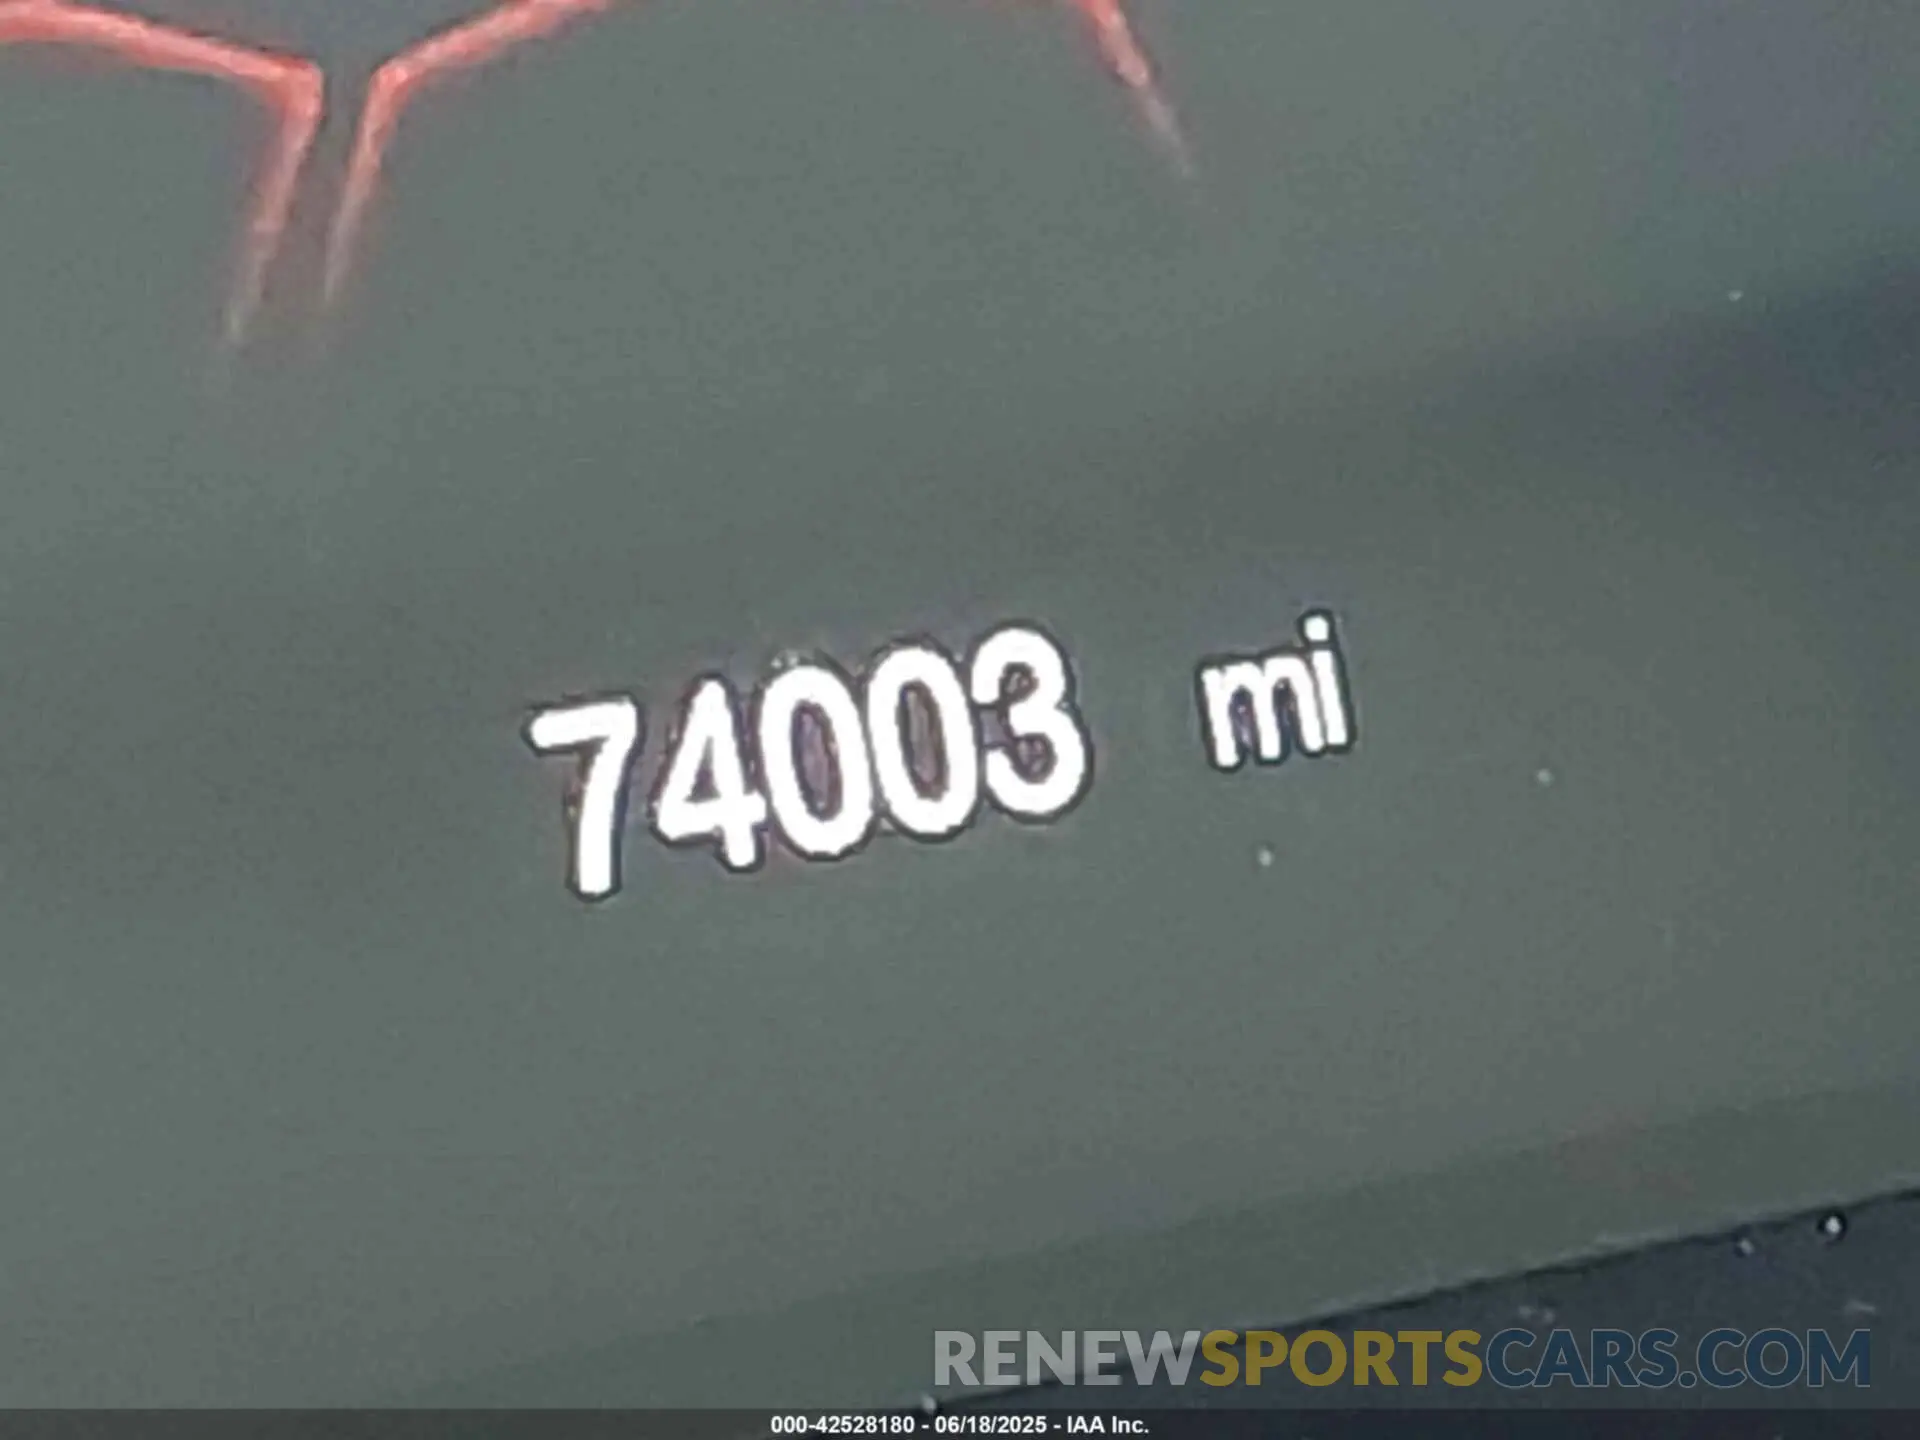 74003 mi
RENEWSPORTSCARS.COM
000-42528180 - 06/18/2025 - IAA Inc.